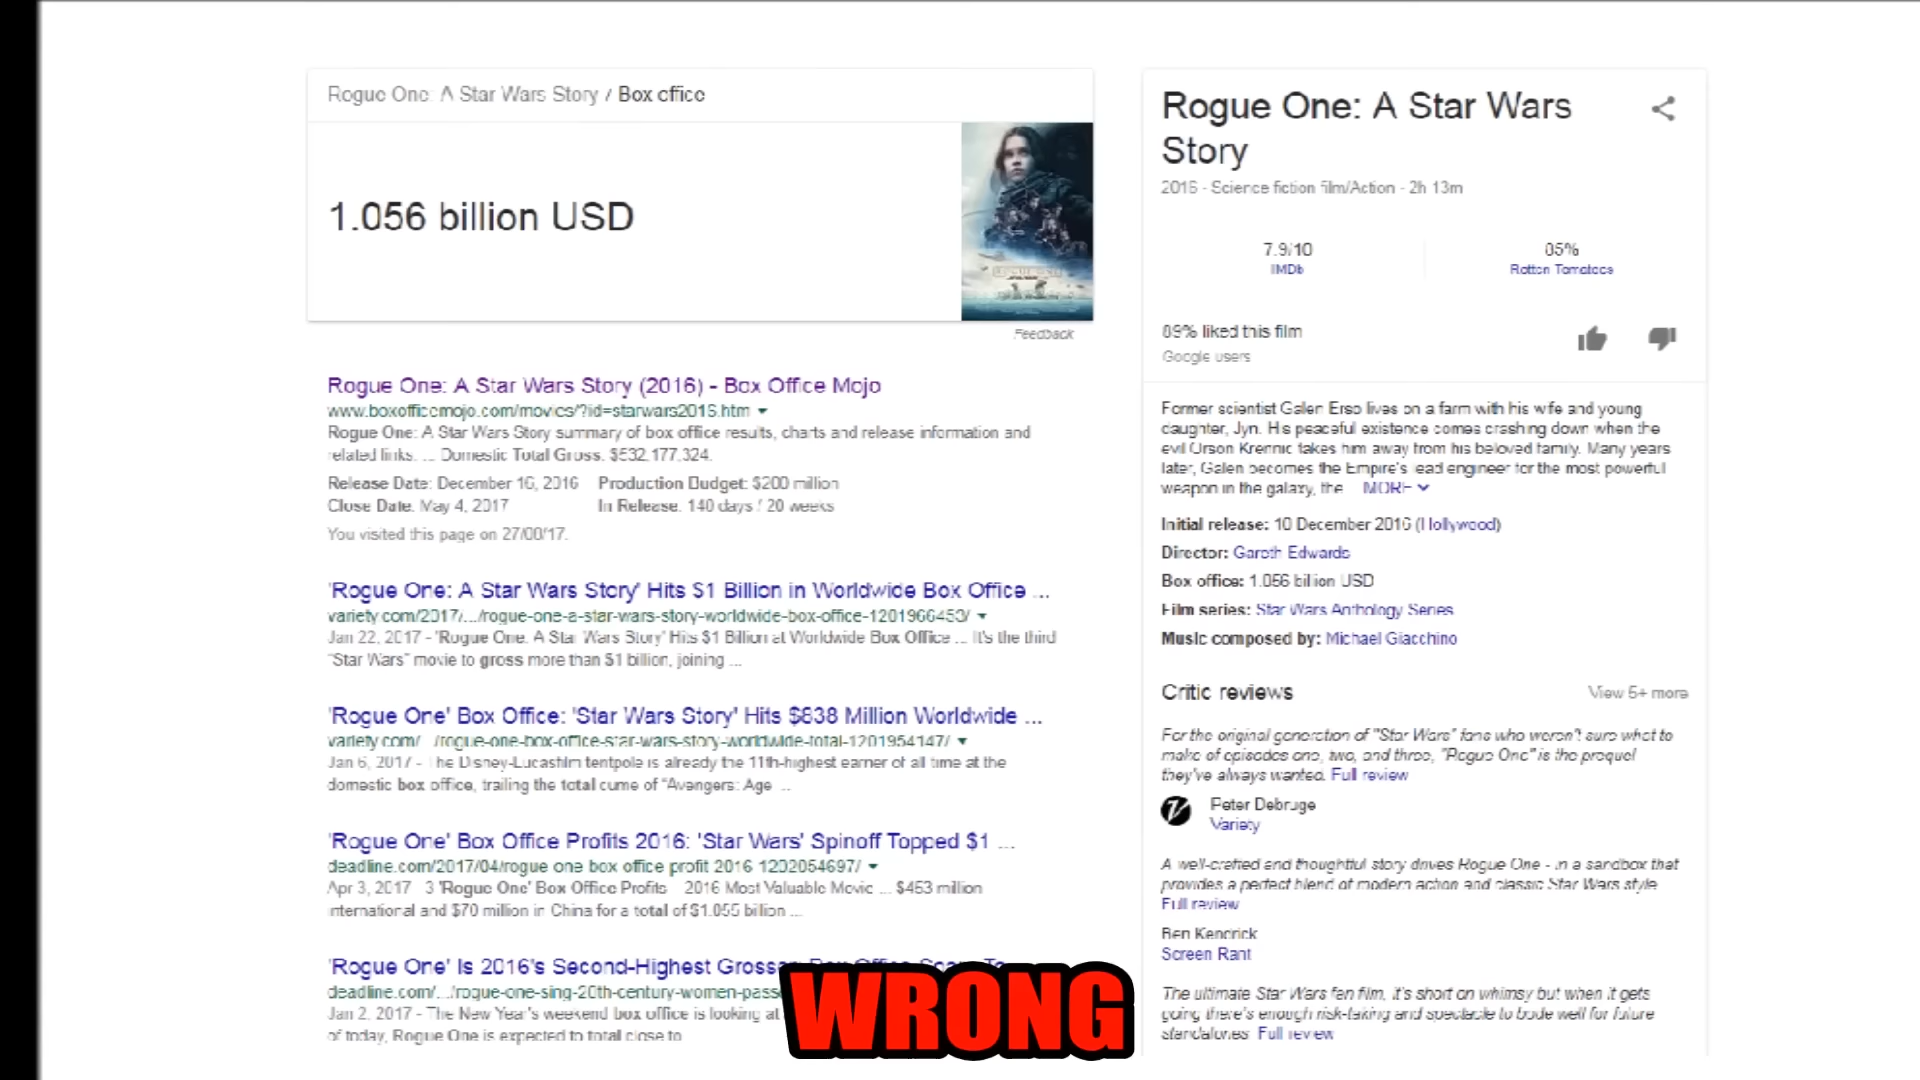 Rogue One: A Star Wars Story / Box office
1.056 billion USD
Feedback
Rogue One: A Star Wars Story (2016) - Box Office Mojo
www.boxofficemojo.com/movies/?id=starwars2016.htm
Rogue One: A Star Wars Story summary of box office results, charts and release information and
related links. ... Domestic Total Gross: $532,177,324.
Release Date: December 16, 2016 Production Budget: $200 million
Close Date: May 4, 2017 In Release: 140 days / 20 weeks
You visited this page on 27/08/17.
'Rogue One: A Star Wars Story' Hits $1 Billion in Worldwide Box Office ...
variety.com/2017/.../rogue-one-a-star-wars-story-worldwide-box-office-1201966453/
Jan 22, 2017 - 'Rogue One: A Star Wars Story' Hits $1 Billion at Worldwide Box Office ... It's the third
"Star Wars" movie to gross more than $1 billion, joining ...
'Rogue One' Box Office: 'Star Wars Story' Hits $838 Million Worldwide ...
variety.com/ /rogue-one-box-office-star-wars-story-worldwide-total-1201954147/
Jan 6, 2017 - The Disney-Lucasfilm tentpole is already the 11th-highest earner of all time at the
domestic box office, trailing the total cume of "Avengers: Age ...
'Rogue One' Box Office Profits 2016: 'Star Wars' Spinoff Topped $1 ...
deadline.com/2017/04/rogue-one-box-office-profit-2016-1202054697/
Apr 3, 2017 - 3 'Rogue One' Box Office Profits – 2016 Most Valuable Movie ... $453 million
international and $70 million in China for a total of $1.055 billion ...
'Rogue One' Is 2016's Second-Highest Grosser
deadline.com/.../rogue-one-sing-20th-century-women-pass
Jan 2, 2017 - The New Year's weekend box office is looking at
of today, Rogue One is expected to total close to
WRONG
Rogue One: A Star Wars
Story
2016 - Science fiction film/Action - 2h 13m
7.9/10
IMDb
85%
Rotten Tomatoes
89% liked this film
Google users
Former scientist Galen Erso lives on a farm with his wife and young
daughter, Jyn. His peaceful existence comes crashing down when the
evil Orson Krennic takes him away from his beloved family. Many years
later, Galen becomes the Empire's lead engineer for the most powerful
weapon in the galaxy, the ... MORE
Initial release: 10 December 2016 (Hollywood)
Director: Gareth Edwards
Box office: 1.056 billion USD
Film series: Star Wars Anthology Series
Music composed by: Michael Giacchino
Critic reviews
View 5+ more
For the original generation of "Star Wars" fans who weren't sure what to
make of episodes one, two, and three, "Rogue One" is the prequel
they've always wanted. Full review
Peter Debruge
Variety
A well-crafted and thoughtful story drives Rogue One - in a sandbox that
provides a perfect blend of modern action and classic Star Wars style
Full review
Ben Kendrick
Screen Rant
The ultimate Star Wars fan film, it's short on whimsy but when it gets
going there's enough risk-taking and spectacle to bode well for future
standalones. Full review